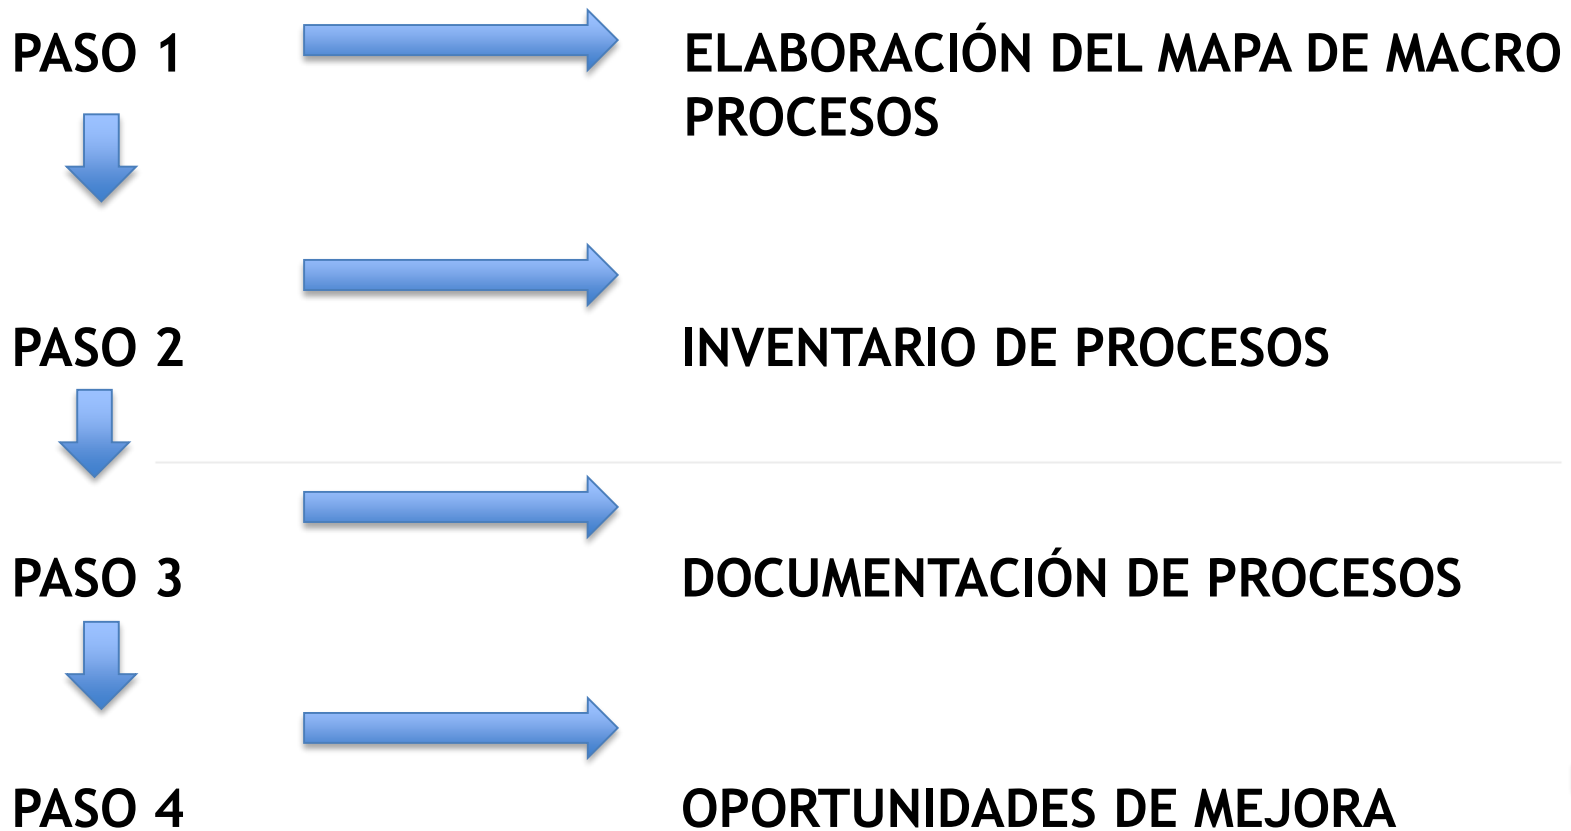 PASO 1 ELABORACIÓN DEL MAPA DE MACRO
PROCESOS
PASO 2 INVENTARIO DE PROCESOS
PASO 3 DOCUMENTACIÓN DE PROCESOS
PASO 4 OPORTUNIDADES DE MEJORA